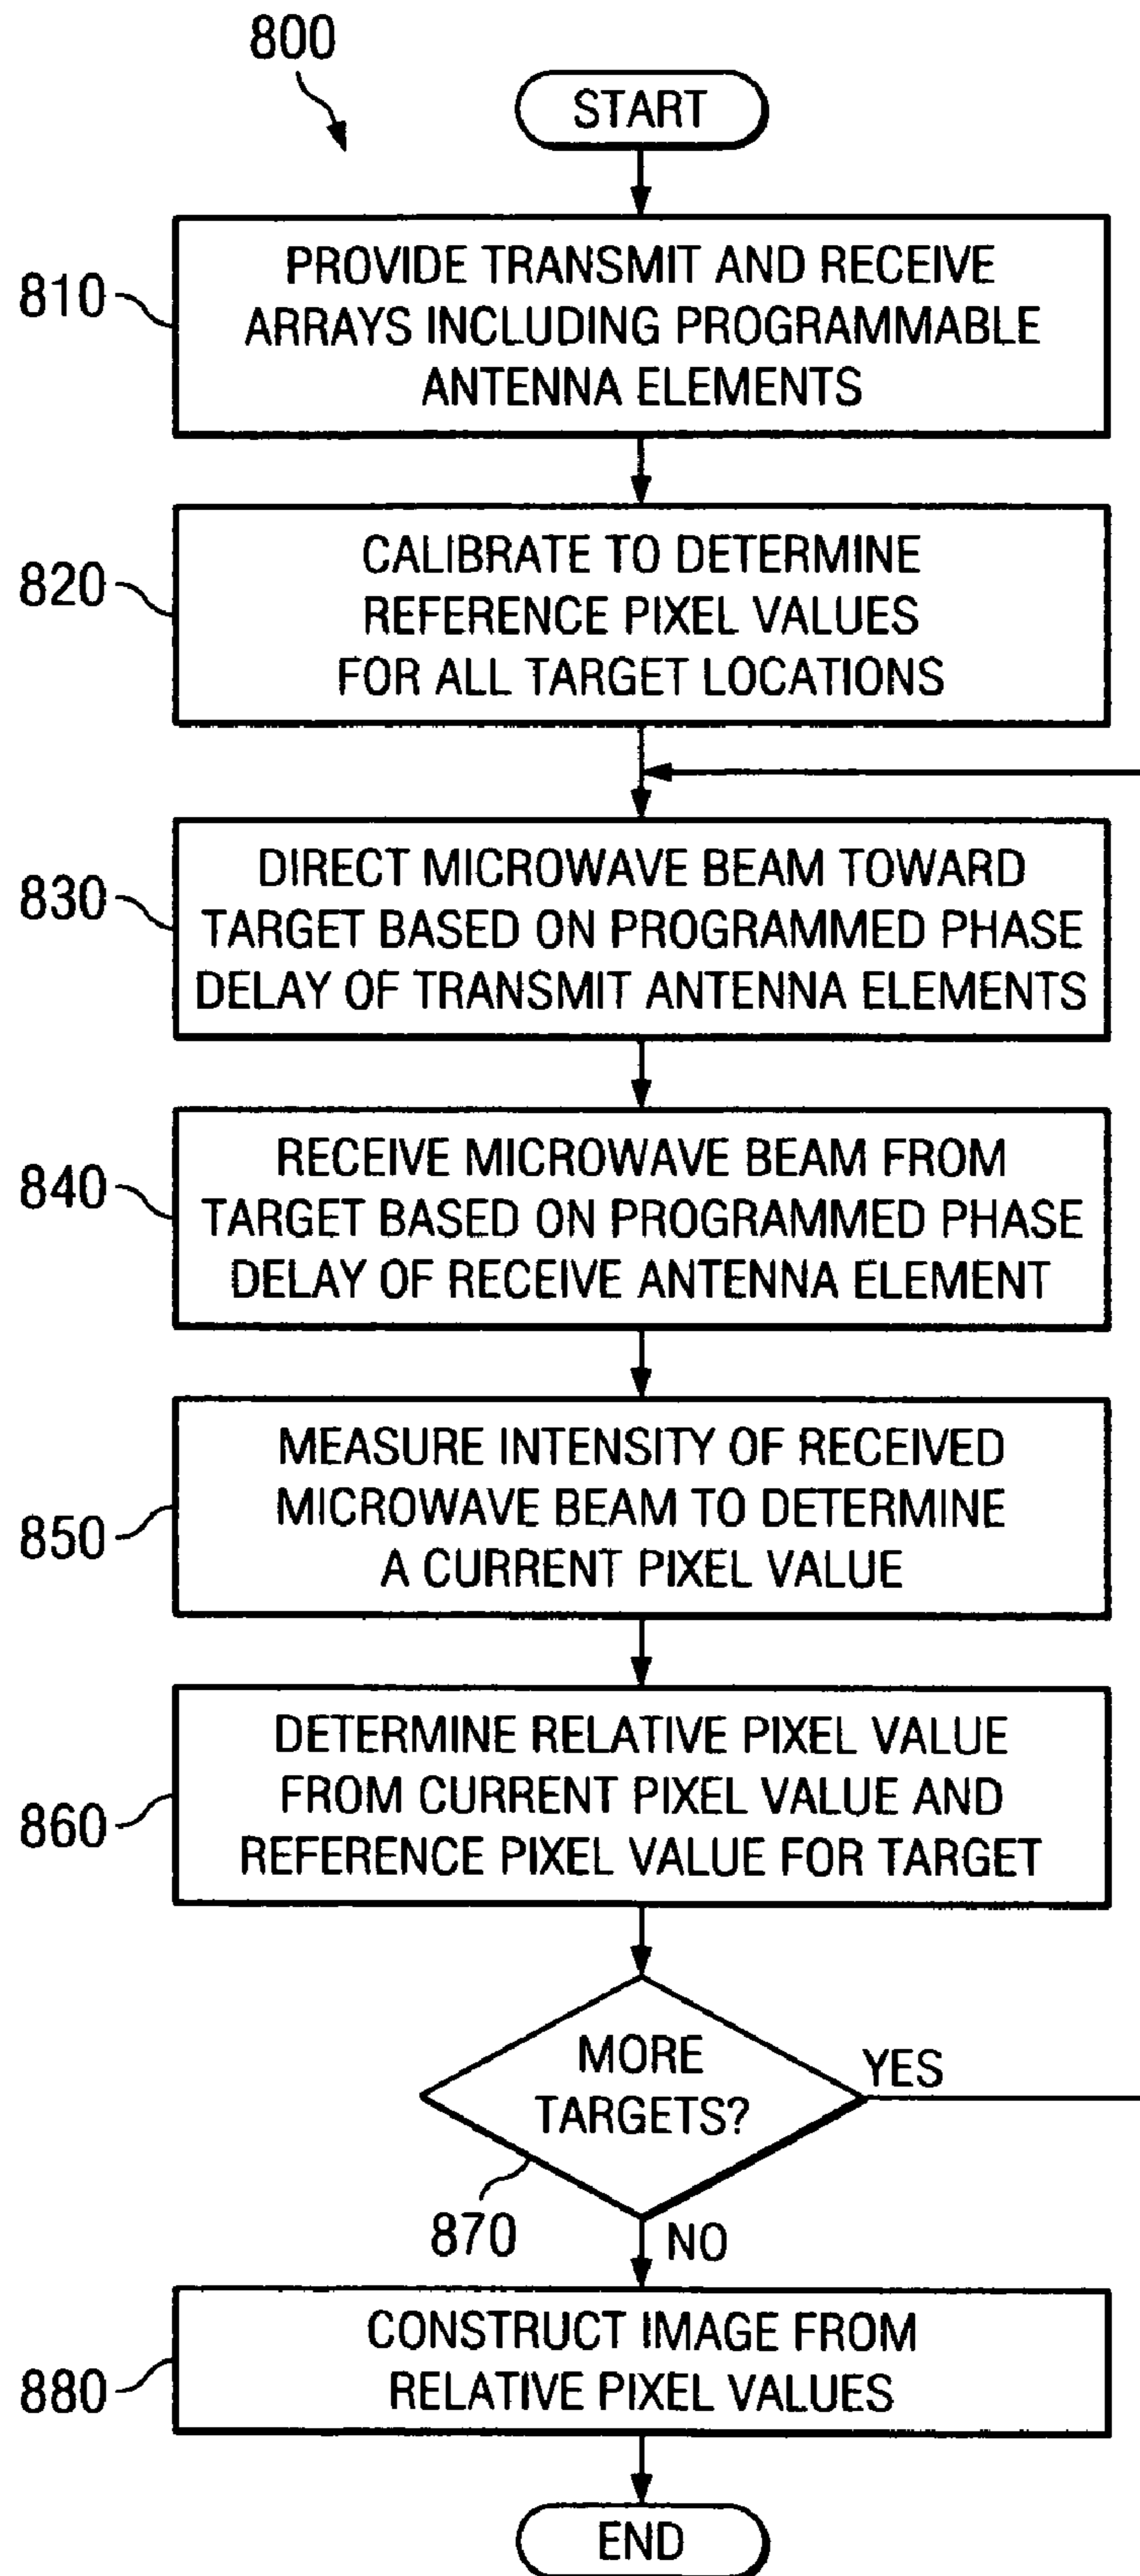 800
START
810
PROVIDE TRANSMIT AND RECEIVE
ARRAYS INCLUDING PROGRAMMABLE
ANTENNA ELEMENTS
820
CALIBRATE TO DETERMINE
REFERENCE PIXEL VALUES
FOR ALL TARGET LOCATIONS
830
DIRECT MICROWAVE BEAM TOWARD
TARGET BASED ON PROGRAMMED PHASE
DELAY OF TRANSMIT ANTENNA ELEMENTS
840
RECEIVE MICROWAVE BEAM FROM
TARGET BASED ON PROGRAMMED PHASE
DELAY OF RECEIVE ANTENNA ELEMENT
850
MEASURE INTENSITY OF RECEIVED
MICROWAVE BEAM TO DETERMINE
A CURRENT PIXEL VALUE
860
DETERMINE RELATIVE PIXEL VALUE
FROM CURRENT PIXEL VALUE AND
REFERENCE PIXEL VALUE FOR TARGET
MORE
TARGETS?
YES
870
NO
880
CONSTRUCT IMAGE FROM
RELATIVE PIXEL VALUES
END